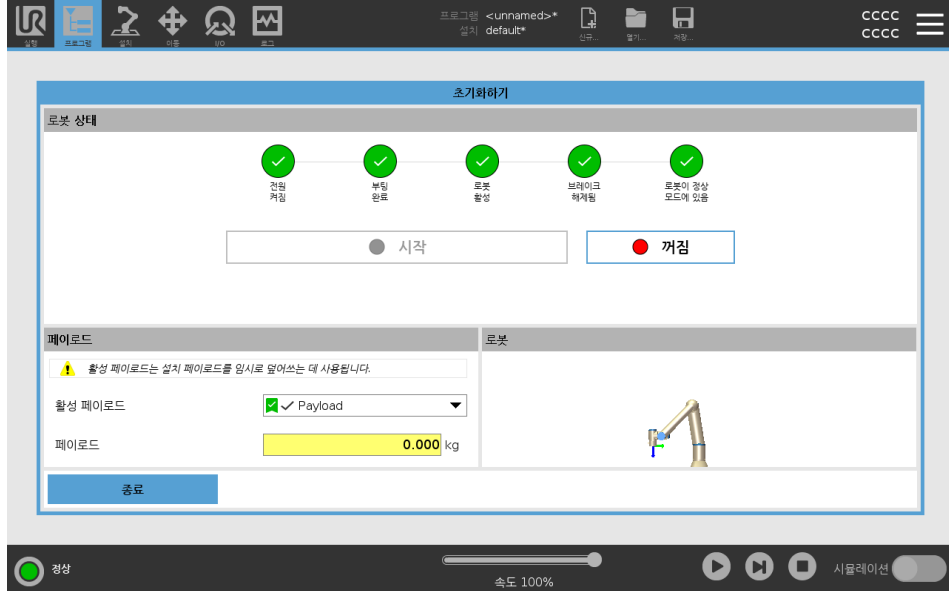 UR
실행
프로그램
설치
이동
I/O
로그
프로그램 <unnamed>*
설치 default*
신규...
열기...
저장...
cccc
cccc
초기화하기
로봇 상태
전원
켜짐
부팅
완료
로봇
활성
브레이크
해제됨
로봇이 정상
모드에 있음
시작
꺼짐
페이로드
로봇
활성 페이로드는 설치 페이로드를 임시로 덮어쓰는 데 사용됩니다.
활성 페이로드
Payload
페이로드
0.000 kg
종료
정상
속도 100%
시뮬레이션